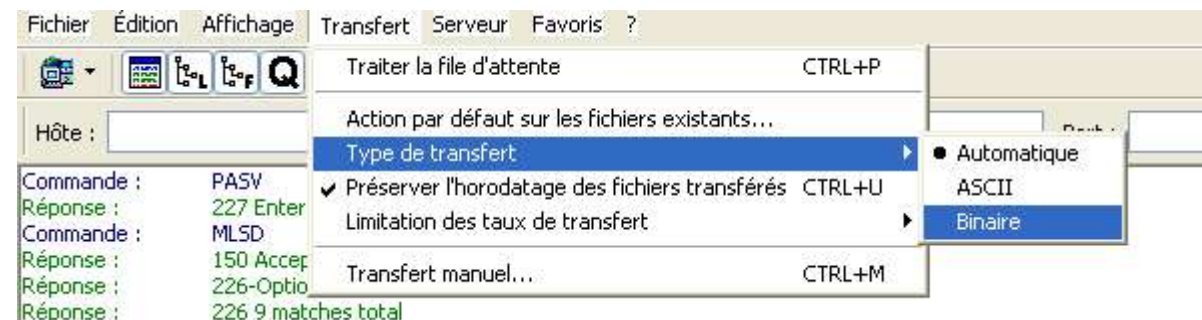 Fichier Édition Affichage Transfert Serveur Favoris ?
L F Q
Traiter la file d'attente CTRL+P
Hôte :
Action par défaut sur les fichiers existants...
Type de transfert
Automatique
Commande : PASV
Préserver l'horodatage des fichiers transférés CTRL+U
ASCII
Réponse : 227 Enter
Limitation des taux de transfert
Binaire
Commande : MLSD
Réponse : 150 Accep
Transfert manuel... CTRL+M
Réponse : 226-Optio
Réponse : 226 9 matches total